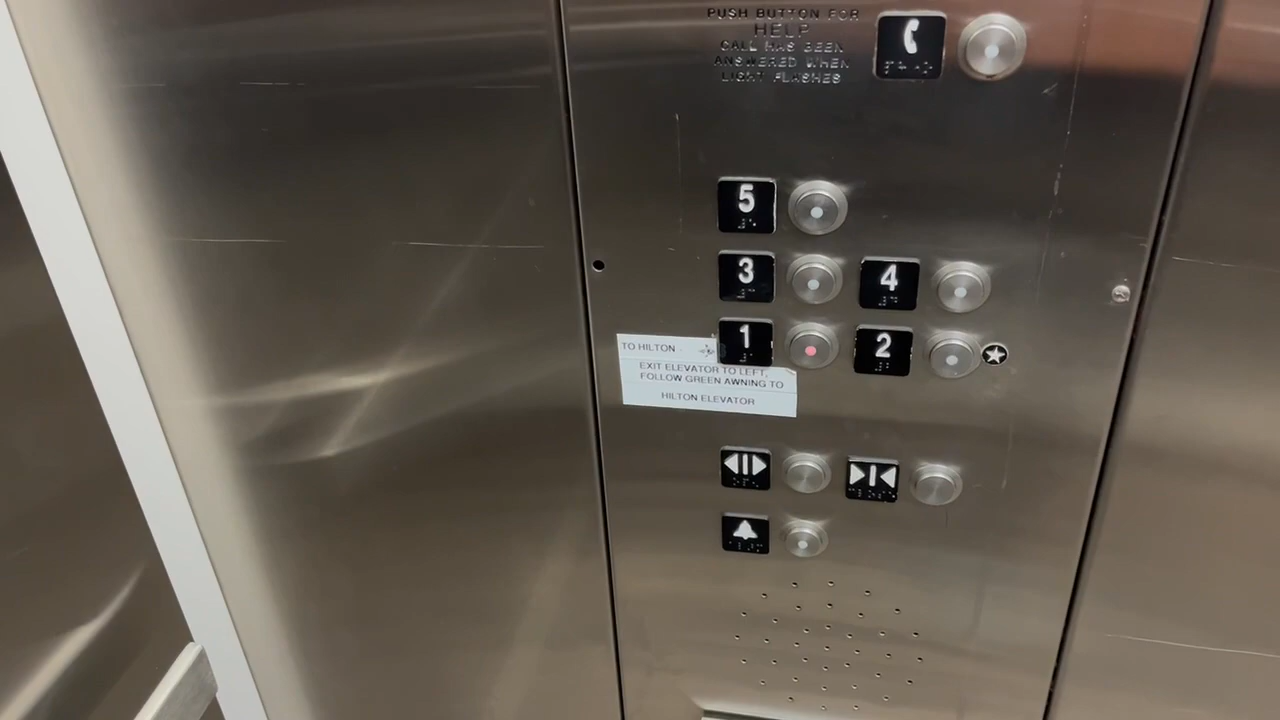 PUSH BUTTON FOR
HELP
CALL HAS BEEN
ANSWERED WHEN
LIGHT FLASHES
5
3
4
1
2
TO HILTON
EXIT ELEVATOR TO LEFT,
FOLLOW GREEN AWNING TO
HILTON ELEVATOR